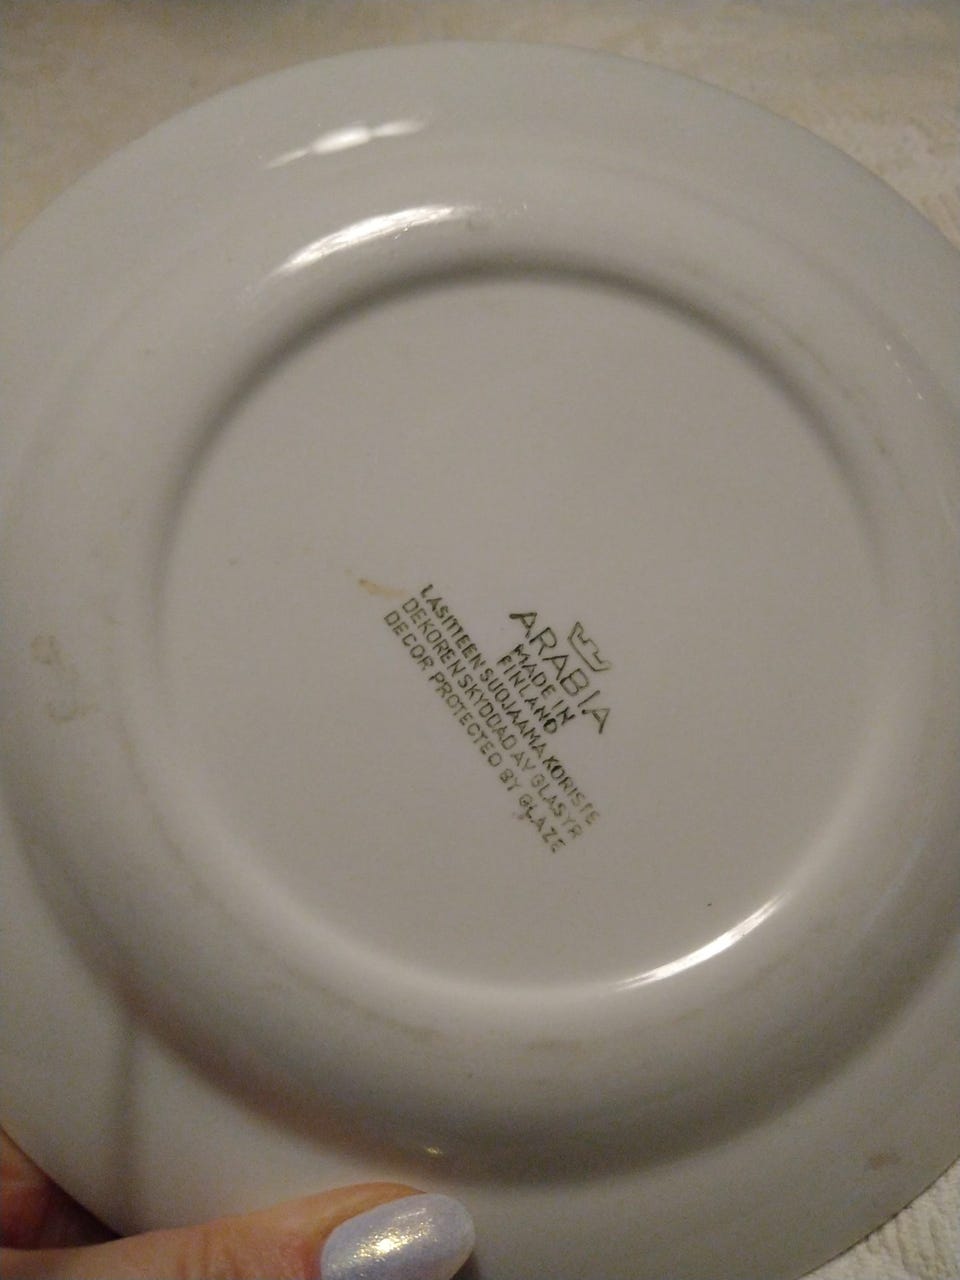 ARABIA
MADE IN
FINLAND
LASITTEEN SUOJAAMA KORISTE
DEKOREN SKYDDAD AV GLASYR
DECOR PROTECTED BY GLAZE